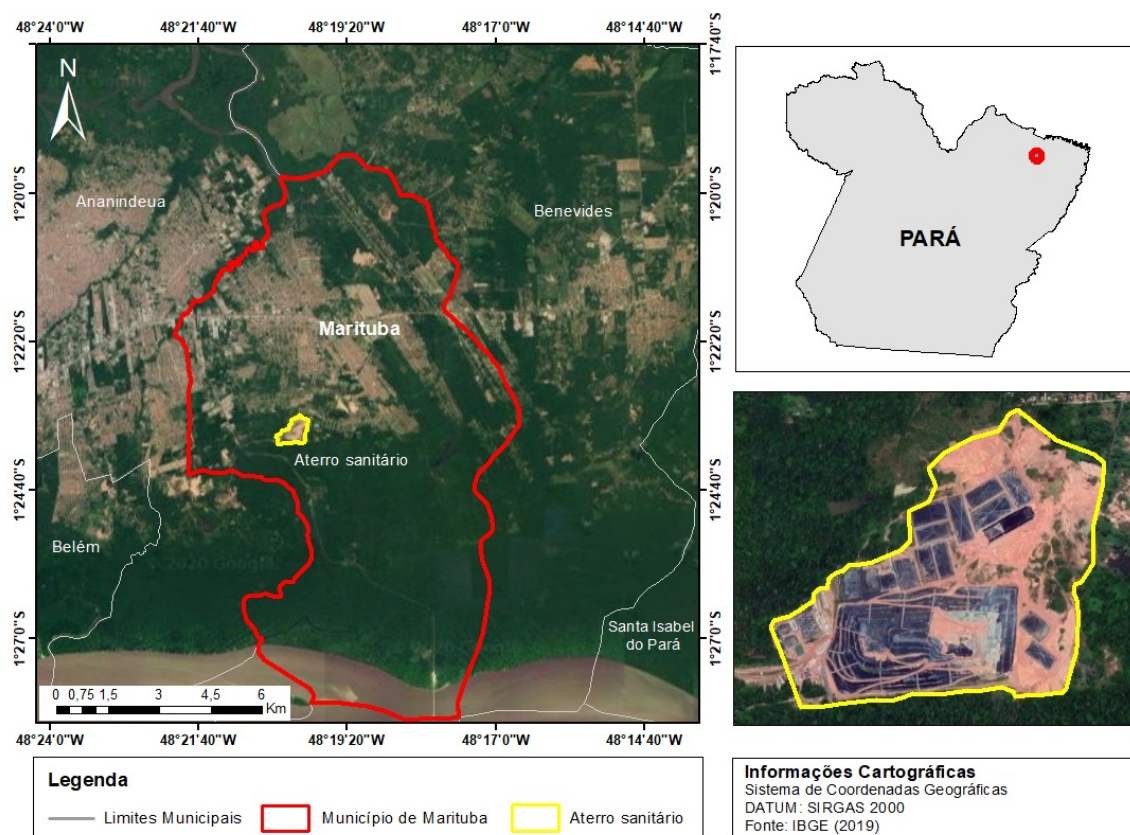 48°24'0"W 48°21'40"W 48°19'20"W 48°17'0"W 48°14'40"W
1°17'40"S
1°20'0"S
1°22'20"S
1°24'40"S
1°27'0"S
N
Ananindeua
Benevides
Marituba
Aterro sanitário
Belém
Santa Isabel
do Pará
0 0,75 1,5 3 4,5 6
Km
1°20'0"S
1°22'20"S
1°24'40"S
1°27'0"S
48°24'0"W 48°21'40"W 48°19'20"W 48°17'0"W 48°14'40"W
PARÁ
Legenda
Limites Municipais
Município de Marituba
Aterro sanitário
Informações Cartográficas
Sistema de Coordenadas Geográficas
DATUM: SIRGAS 2000
Fonte: IBGE (2019)